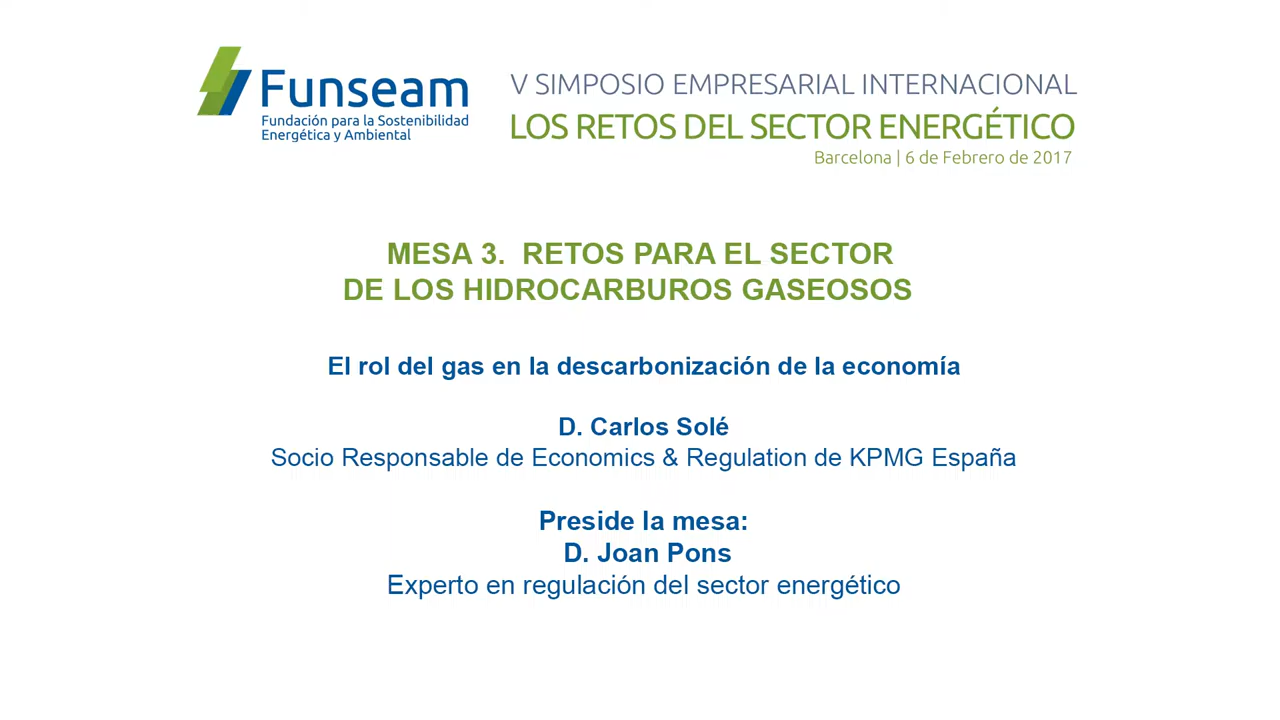 Funseam
Fundación para la Sostenibilidad
Energética y Ambiental
V SIMPOSIO EMPRESARIAL INTERNACIONAL
LOS RETOS DEL SECTOR ENERGÉTICO
Barcelona | 6 de Febrero de 2017
MESA 3. RETOS PARA EL SECTOR
DE LOS HIDROCARBUROS GASEOSOS
El rol del gas en la descarbonización de la economía
D. Carlos Solé
Socio Responsable de Economics & Regulation de KPMG España
Preside la mesa:
D. Joan Pons
Experto en regulación del sector energético